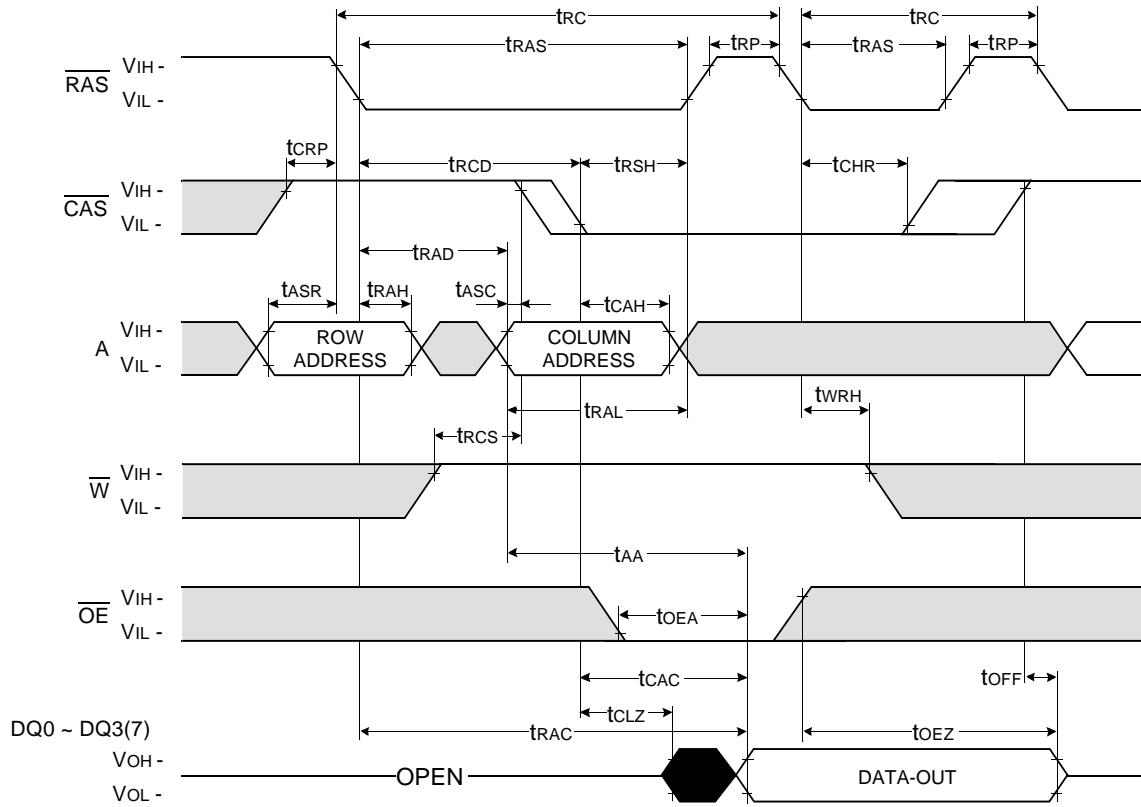 tRC tRC
tRAS tRP tRAS tRP
RAS VIH -
VIL -
tCRP tRCD tRSH tCHR
CAS VIH -
VIL -
tRAD
tASR tRAH tASC tCAH
A VIH -
VIL -
ROW ADDRESS
COLUMN ADDRESS
tRAL tWRH
tRCS
W VIH -
VIL -
tAA
OE VIH -
VIL -
tOEA
tCAC tOFF
tCLZ
DQ0 ~ DQ3(7) tRAC tOEZ
VOH -
VOL -
OPEN DATA-OUT